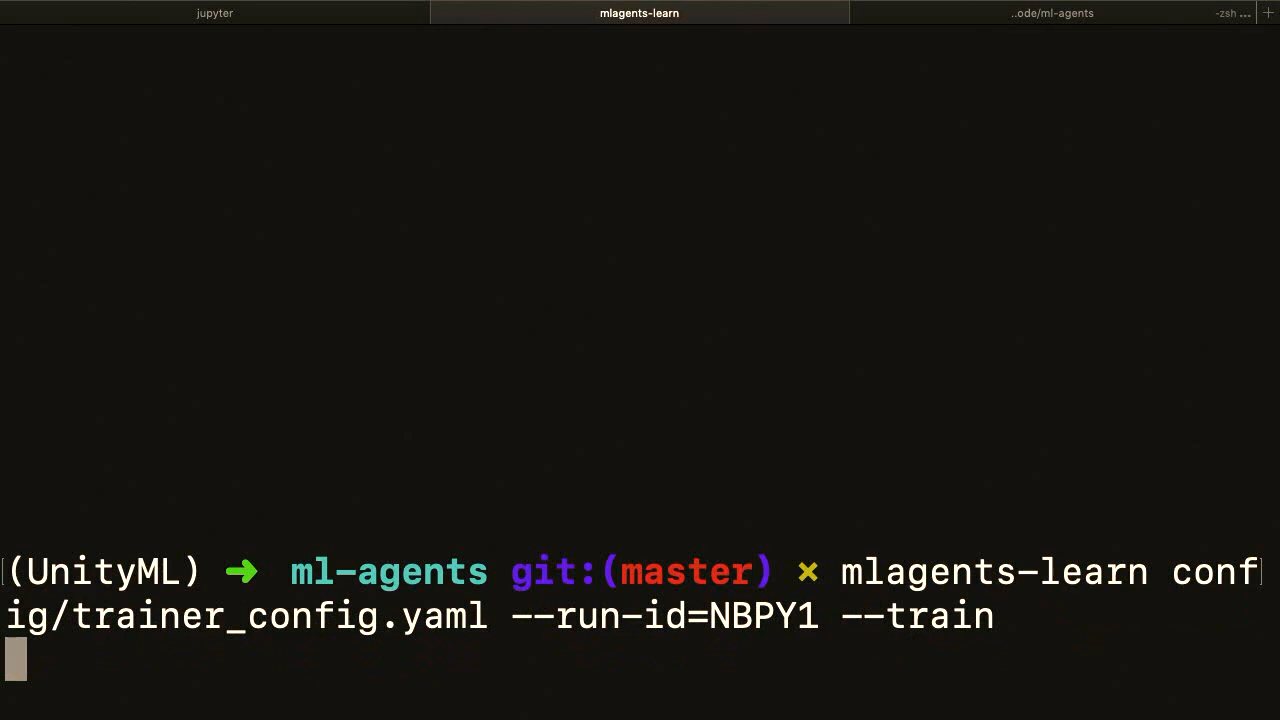 jupyter
mlagents-learn
..ode/ml-agents
-zsh ...
+
(UnityML) ➜ ml-agents git:(master) × mlagents-learn conf
ig/trainer_config.yaml --run-id=NBPY1 --train